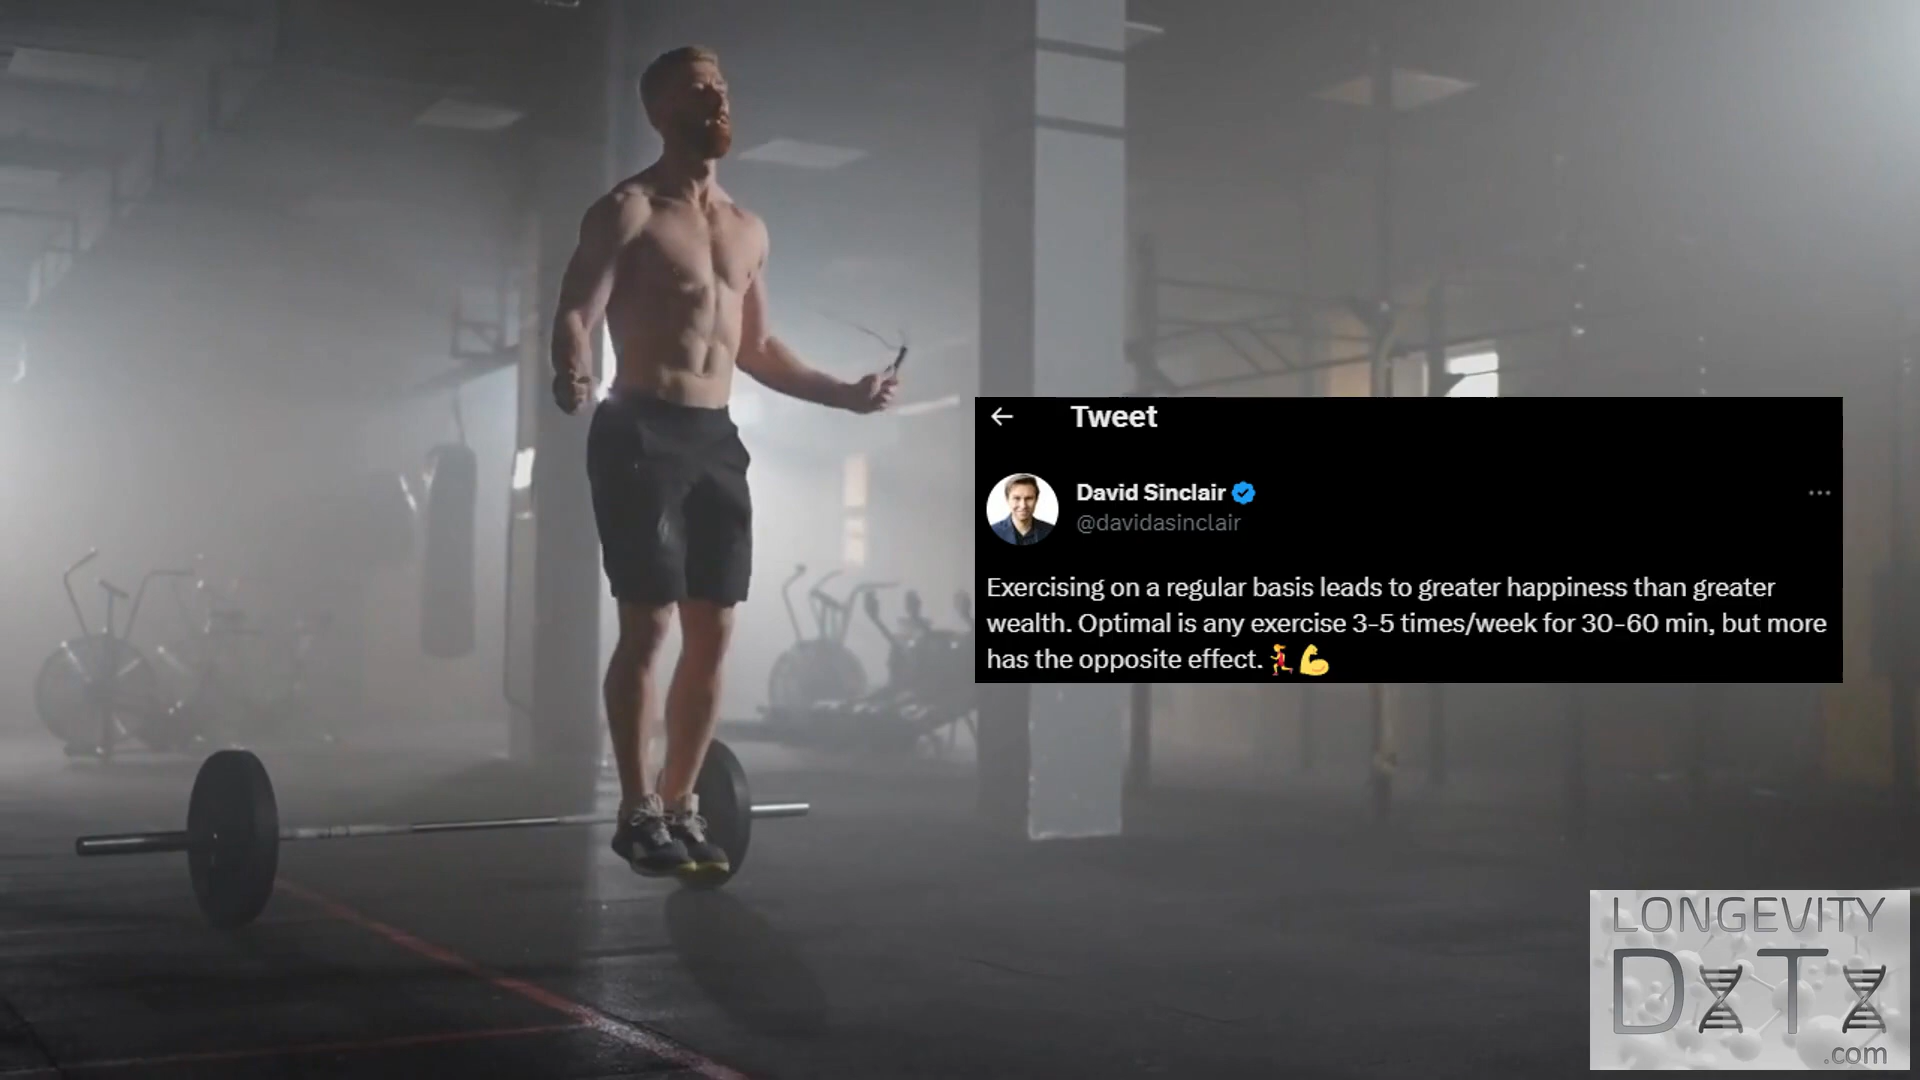 Tweet
David Sinclair
@davidasinclair
Exercising on a regular basis leads to greater happiness than greater
wealth. Optimal is any exercise 3-5 times/week for 30-60 min, but more
has the opposite effect.🏃💪
LONGEVITY
DATA
.com